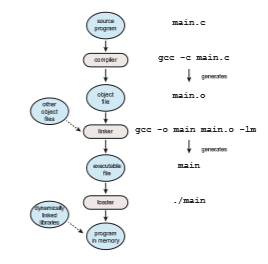 source
program
main.c
compiler
gcc -c main.c
generates
object
file
main.o
other
object
files
linker
gcc -o main main.o -lm
generates
executable
file
main
loader
./main
dynamically
linked
libraries
program
in memory